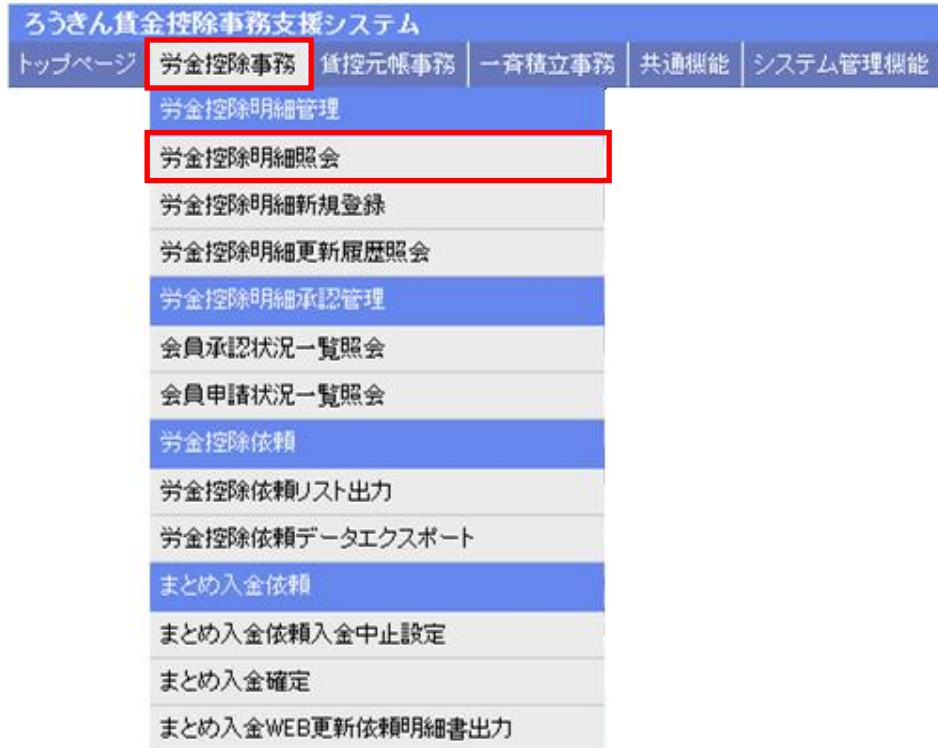 ろうきん賃金控除事務支援システム
トップページ 労金控除事務 賃控元帳事務 一斉積立事務 共通機能 システム管理機能
労金控除明細管理
労金控除明細照会
労金控除明細新規登録
労金控除明細更新履歴照会
労金控除明細承認管理
会員承認状況一覧照会
会員申請状況一覧照会
労金控除依頼
労金控除依頼リスト出力
労金控除依頼データエクスポート
まとめ入金依頼
まとめ入金依頼入金中止設定
まとめ入金確定
まとめ入金WEB更新依頼明細書出力